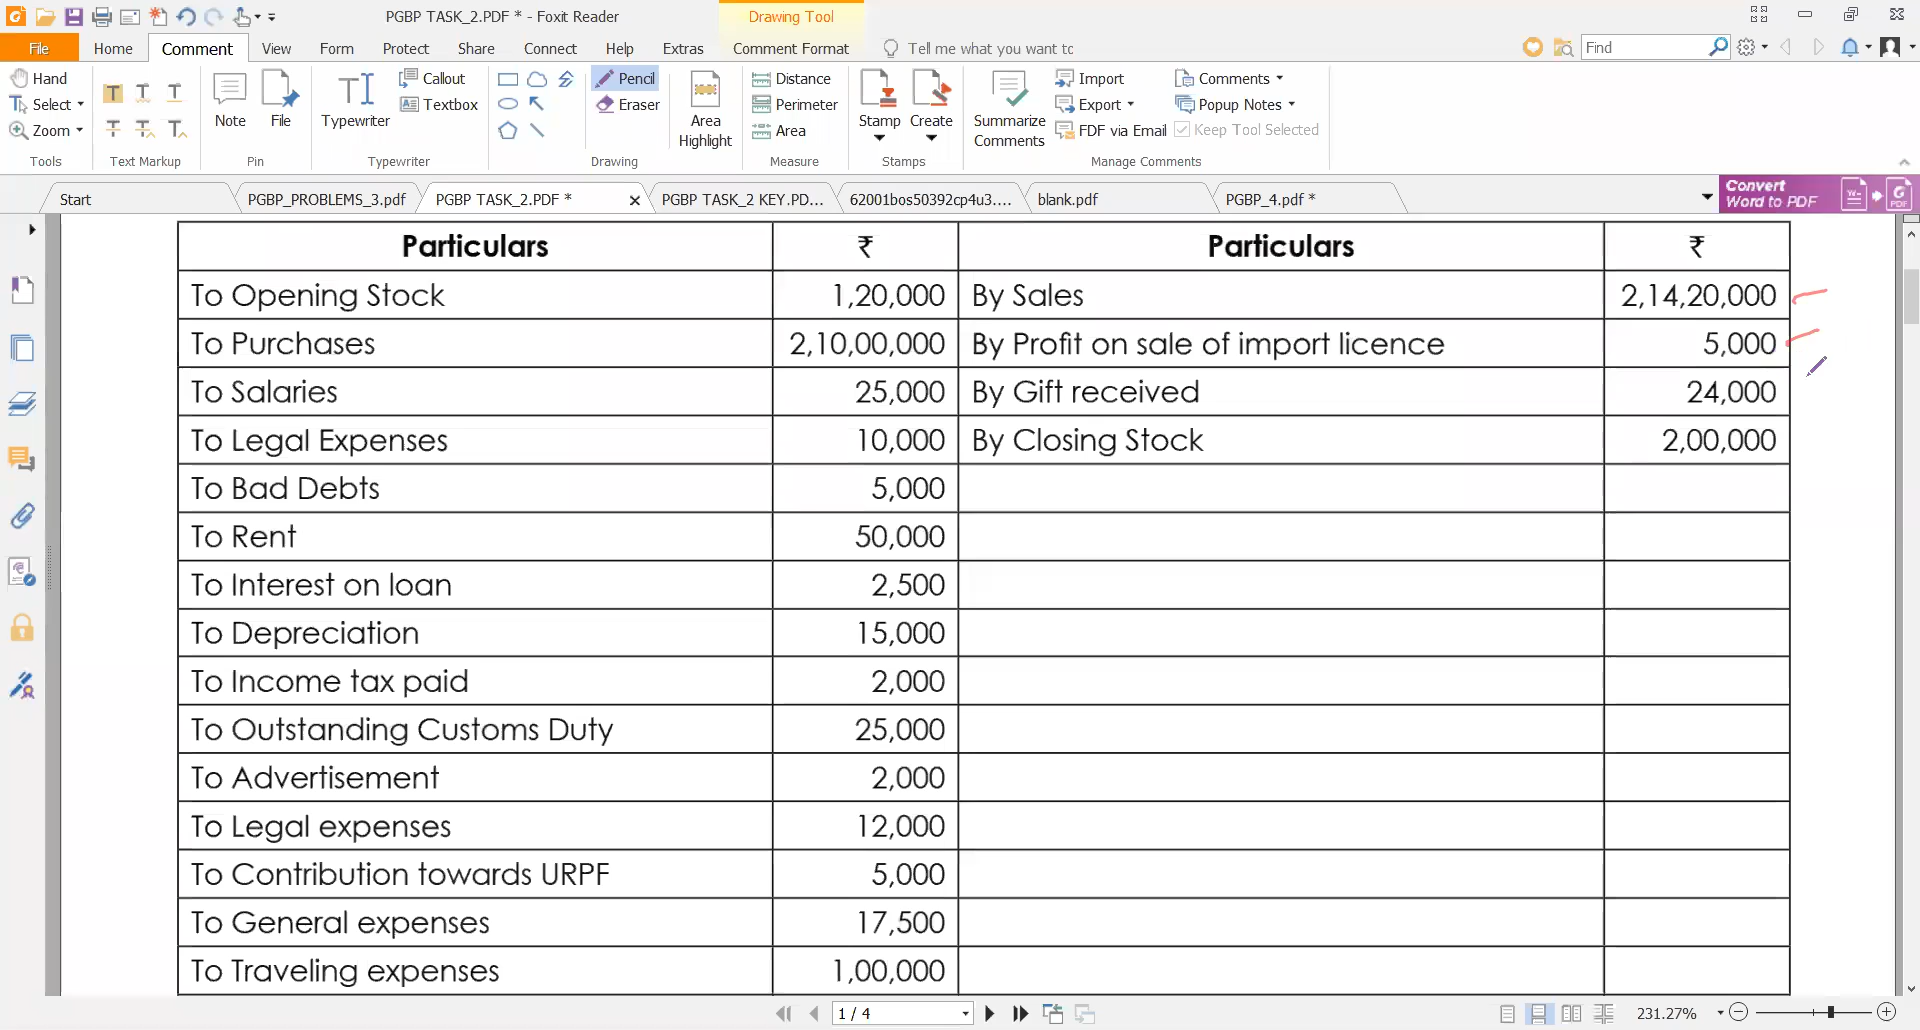 PGBP TASK_2.PDF * - Foxit Reader
Drawing Tool
File Home Comment View Form Protect Share Connect Help Extras Comment Format Tell me what you want to Find
Hand
Select
Zoom
Tools
Text Markup
Note
File
Pin
Typewriter
Callout
Textbox
Typewriter
Pencil
Eraser
Drawing
Area
Highlight
Distance
Perimeter
Area
Measure
Stamp
Create
Stamps
Summarize
Comments
Import
Export
FDF via Email
Comments
Popup Notes
Keep Tool Selected
Manage Comments
Start PGBP_PROBLEMS_3.pdf PGBP TASK_2.PDF * PGBP TASK_2 KEY.PD... 62001bos50392cp4u3.... blank.pdf PGBP_4.pdf *
Convert
Word to PDF
Particulars ₹ Particulars ₹
To Opening Stock 1,20,000 By Sales 2,14,20,000
To Purchases 2,10,00,000 By Profit on sale of import licence 5,000
To Salaries 25,000 By Gift received 24,000
To Legal Expenses 10,000 By Closing Stock 2,00,000
To Bad Debts 5,000
To Rent 50,000
To Interest on loan 2,500
To Depreciation 15,000
To Income tax paid 2,000
To Outstanding Customs Duty 25,000
To Advertisement 2,000
To Legal expenses 12,000
To Contribution towards URPF 5,000
To General expenses 17,500
To Traveling expenses 1,00,000
1 / 4
231.27%